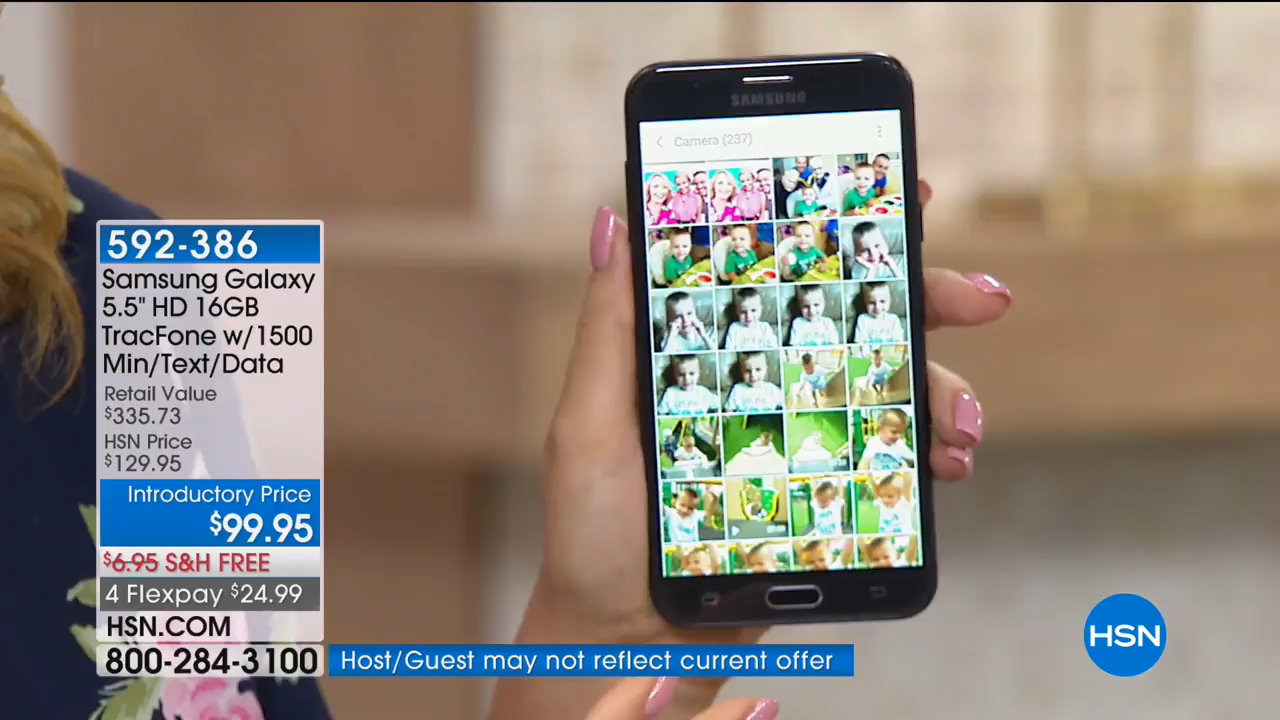 SAMSUNG
Camera (237)
592-386
Samsung Galaxy
5.5" HD 16GB
TracFone w/1500
Min/Text/Data
Retail Value
$335.73
HSN Price
$129.95
Introductory Price
$99.95
$6.95 S&H FREE
4 Flexpay $24.99
HSN.COM
800-284-3100
Host/Guest may not reflect current offer
HSN